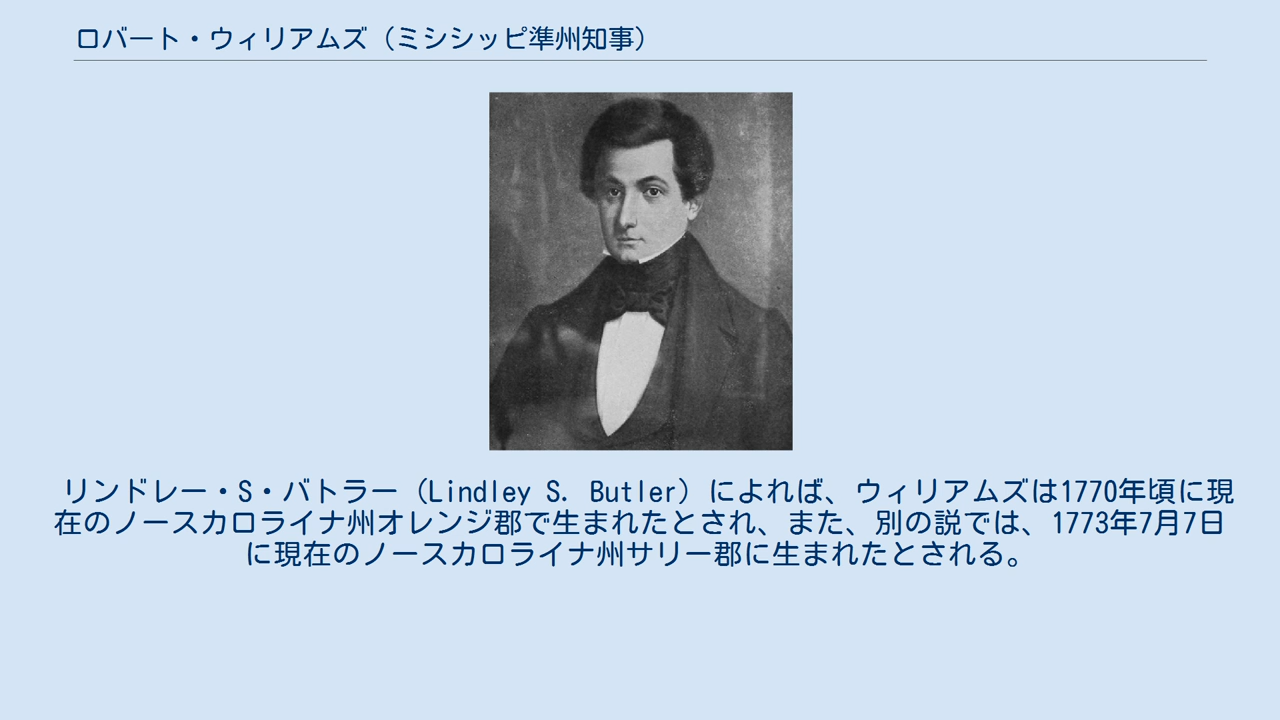 ロバート・ウィリアムズ（ミシシッピ準州知事）
リンドレー・S・バトラー（Lindley S. Butler）によれば、ウィリアムズは1770年頃に現
在のノースカロライナ州オレンジ郡で生まれたとされ、また、別の説では、1773年7月7日
に現在のノースカロライナ州サリー郡に生まれたとされる。